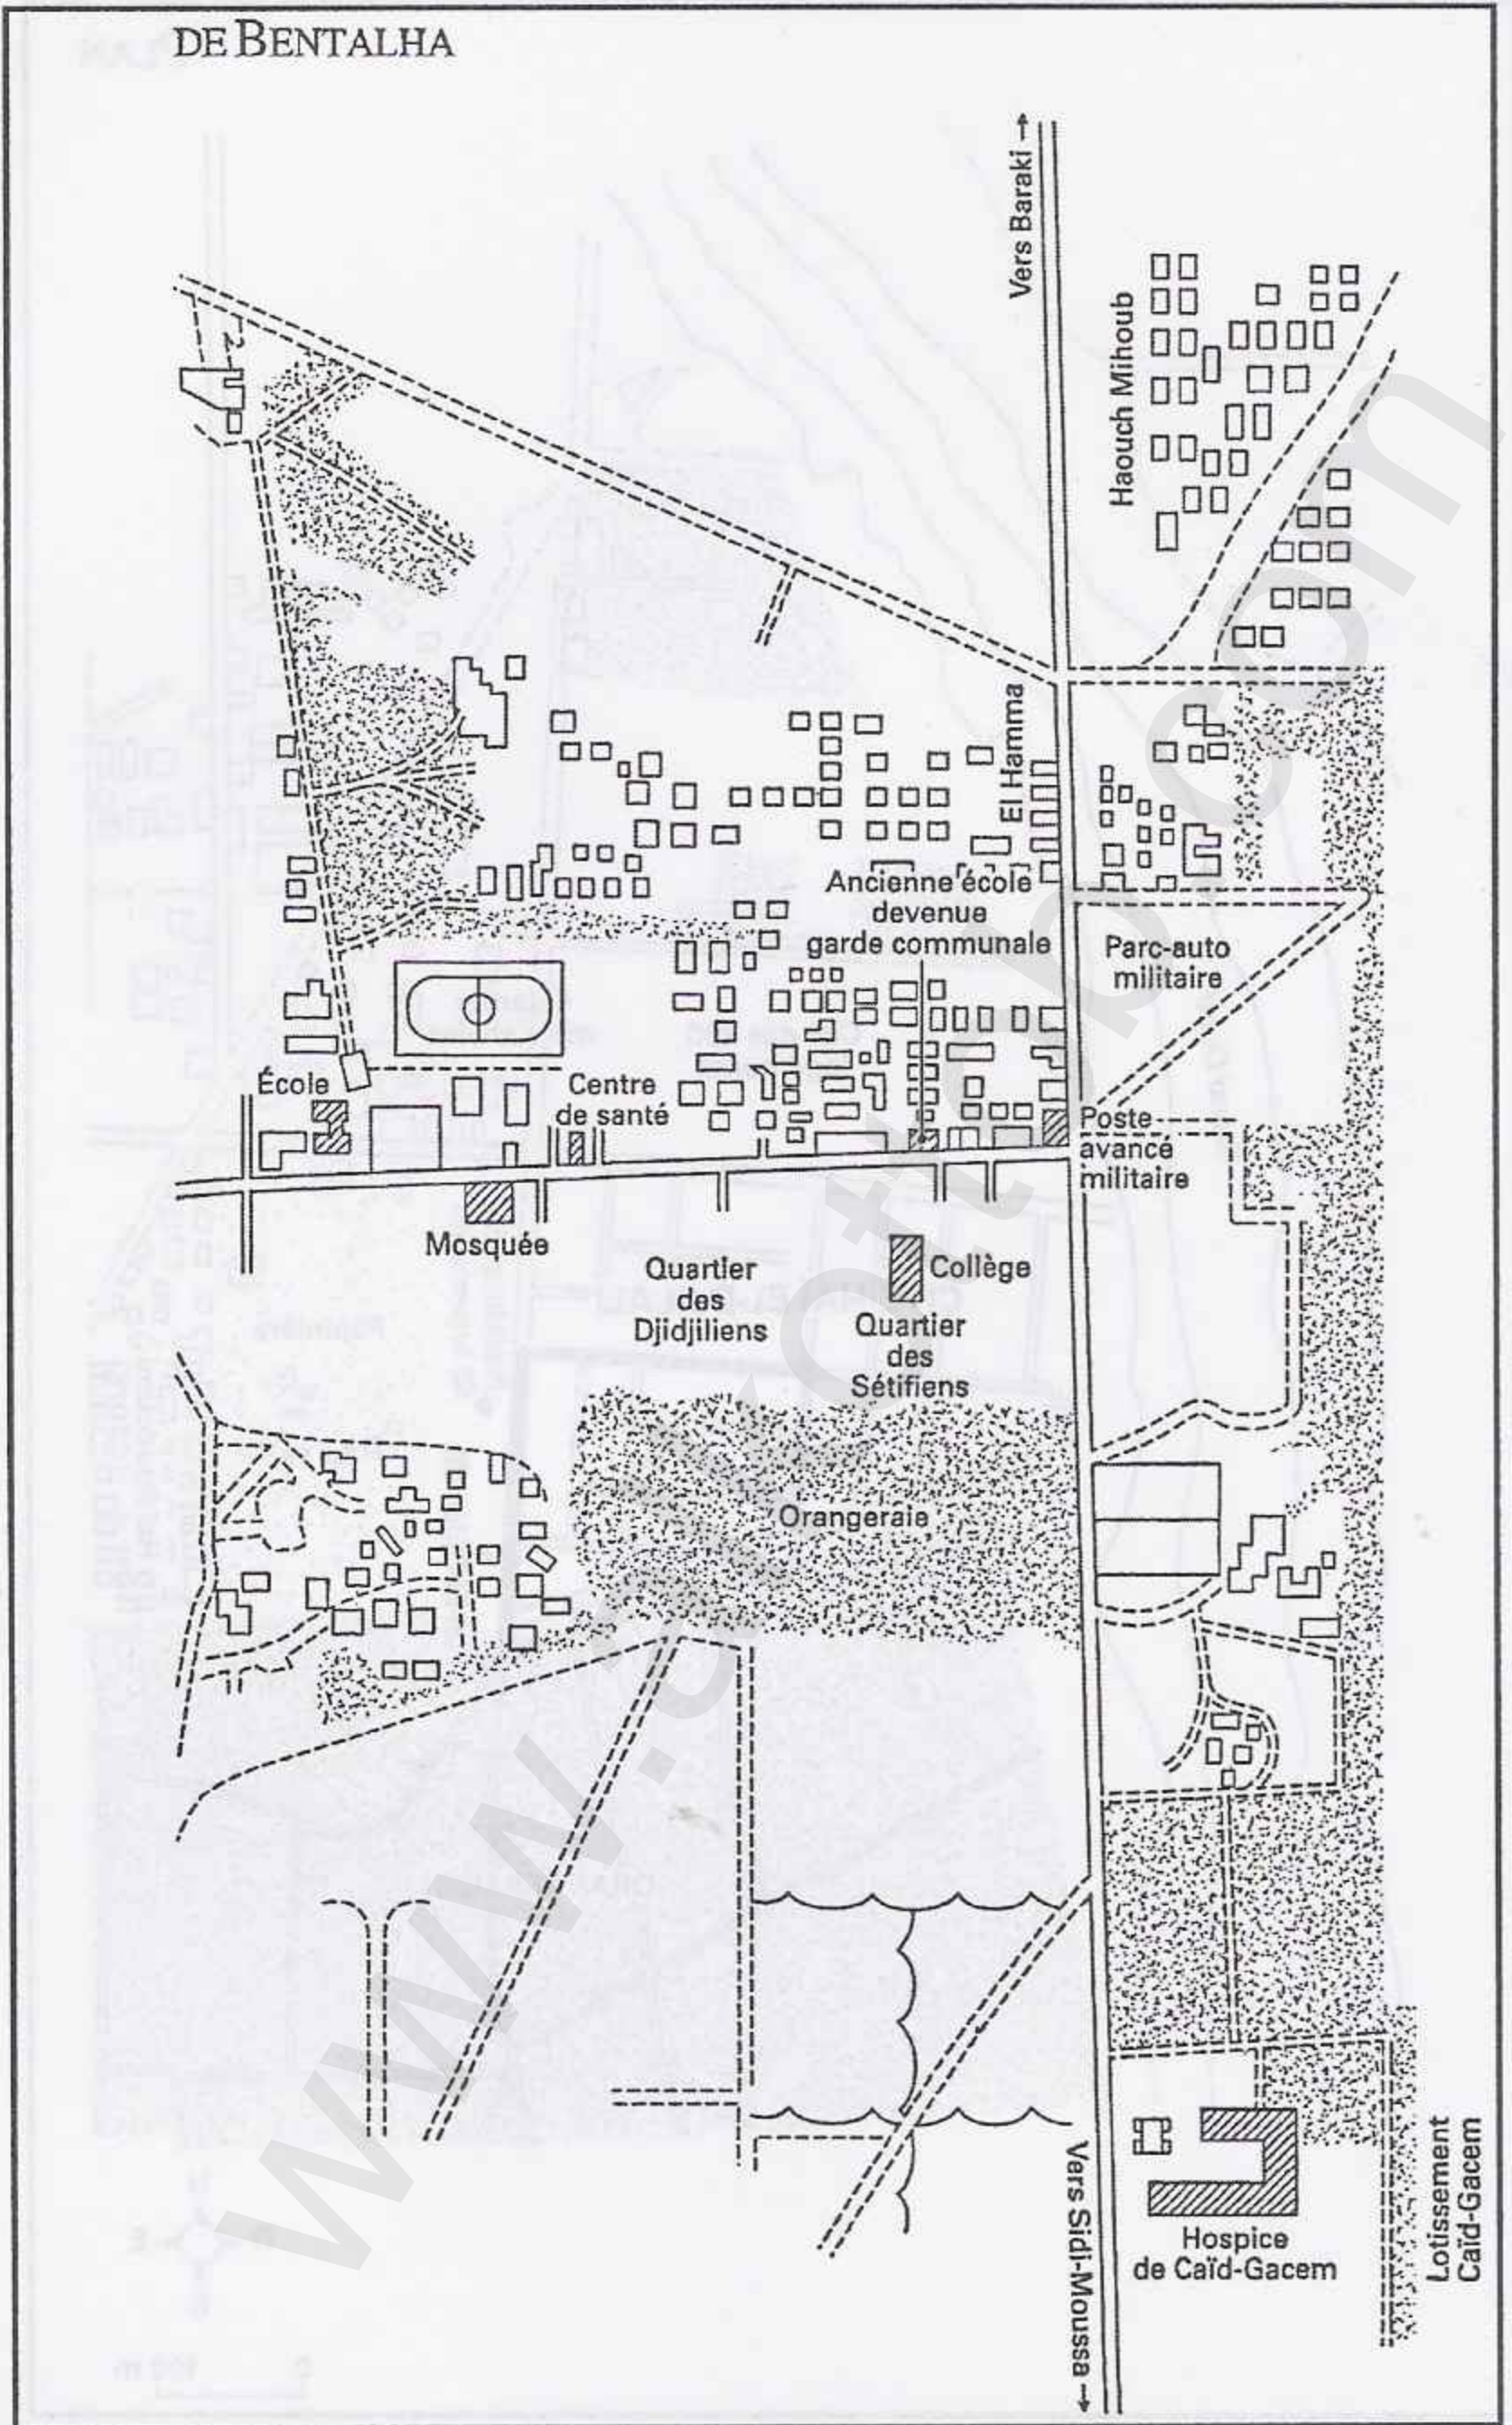 DE BENTALHA
Vers Baraki →
Haouch Mihoub
El Hamma
Ancienne école
devenue
garde communale
Parc-auto
militaire
École
Centre
de santé
Poste
avancé
militaire
Mosquée
Quartier
des
Djidjiliens
Collège
Quartier
des
Sétifiens
Orangeraie
Vers Sidi-Moussa →
Hospice
de Caïd-Gacem
Lotissement
Caïd-Gacem